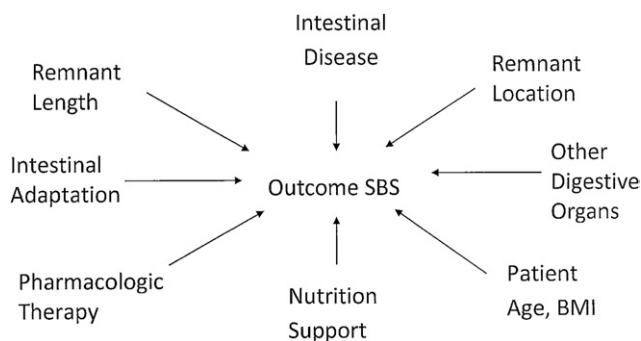 Intestinal
Disease
Remnant
Length
Remnant
Location
Intestinal
Adaptation
Outcome SBS
Other
Digestive
Organs
Pharmacologic
Therapy
Nutrition
Support
Patient
Age, BMI